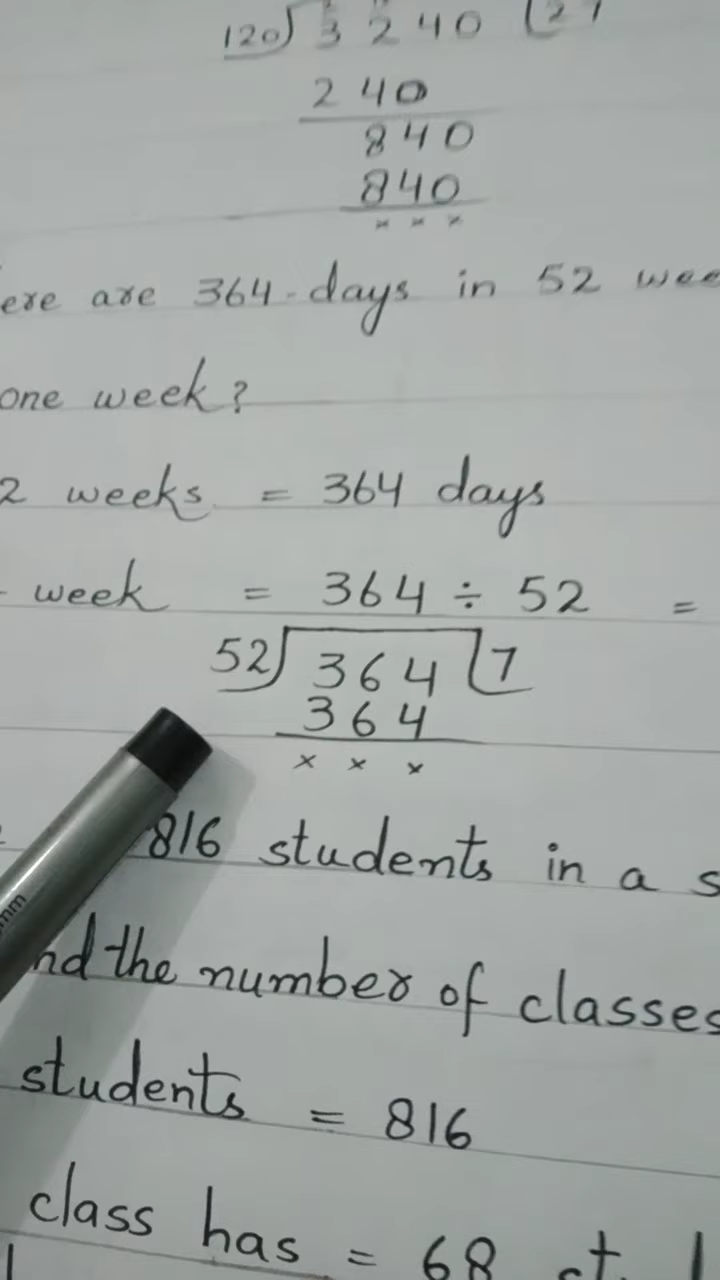 120) 3240 (27
240
840
840
× × ×
ere are 364 days in 52 wee
one week?
2 weeks = 364 days
week = 364 ÷ 52 =
52) 364 (7
364
× × ×
816 students in a s
nd the number of classes
students = 816
class has = 68 st
mm